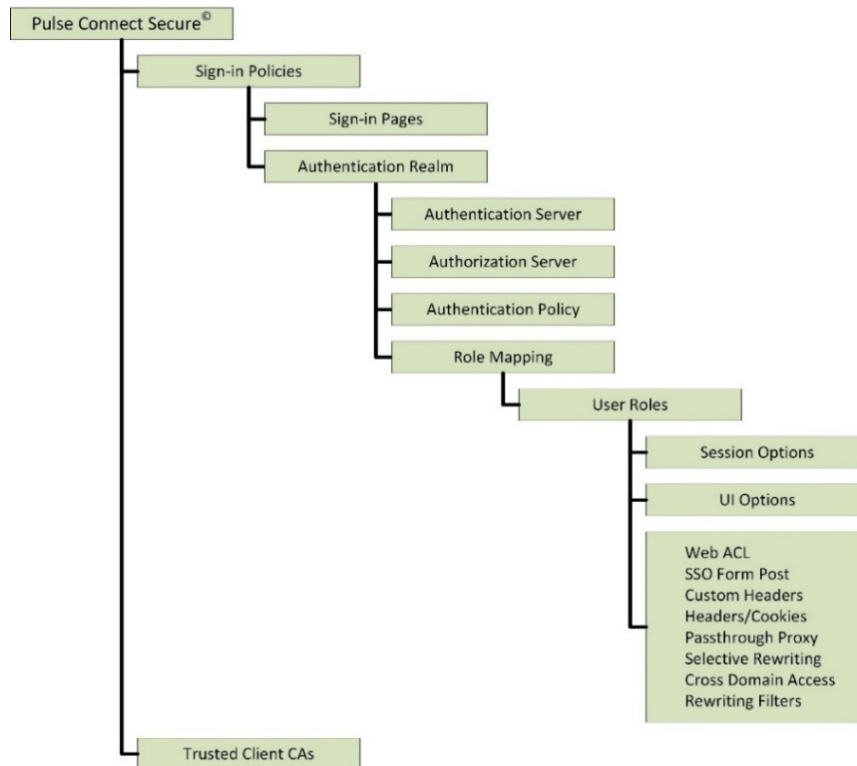 Pulse Connect Secure©
Sign-in Policies
Sign-in Pages
Authentication Realm
Authentication Server
Authorization Server
Authentication Policy
Role Mapping
User Roles
Session Options
UI Options
Web ACL
SSO Form Post
Custom Headers
Headers/Cookies
Passthrough Proxy
Selective Rewriting
Cross Domain Access
Rewriting Filters
Trusted Client CAs